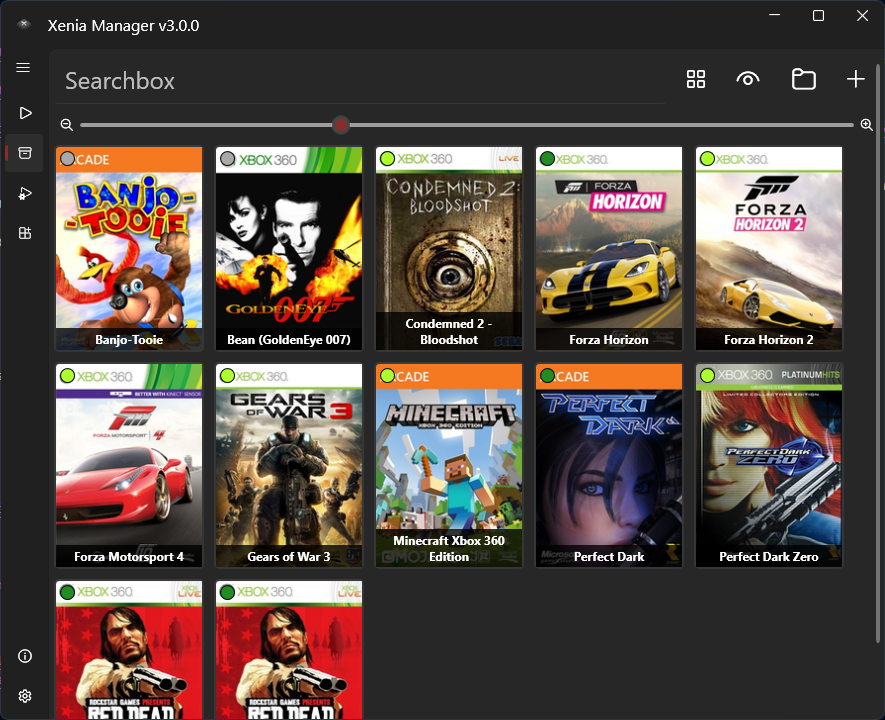 Xenia Manager v3.0.0
Searchbox
CADE
BANJO-
TOOIE
Banjo-Tooie
XBOX 360
GOLDENEYE 007
Bean (GoldenEye 007)
XBOX 360 LIVE
CONDEMNED 2:
BLOODSHOT
SEGA
Condemned 2 -
Bloodshot
XBOX 360
FORZA
HORIZON
Forza Horizon
XBOX 360
FORZA
HORIZON 2
Forza Horizon 2
XBOX 360
BETTER WITH KINECT SENSOR
FORZA MOTORSPORT 4
Forza Motorsport 4
XBOX 360
GEARS
OF WAR 3
Gears of War 3
CADE
MINECRAFT
XBOX 360 EDITION
MOJANG
Minecraft Xbox 360
Edition
CADE
PERFECT
DARK
Microsoft
Perfect Dark
XBOX 360 PLATINUM HITS
LIMITED COLLECTOR'S EDITION
PERFECT DARK
ZERO
Perfect Dark Zero
XBOX 360 XBOX LIVE
ROCKSTAR GAMES PRESENTS
RED DEAD
XBOX 360 XBOX LIVE
ROCKSTAR GAMES PRESENTS
RED DEAD